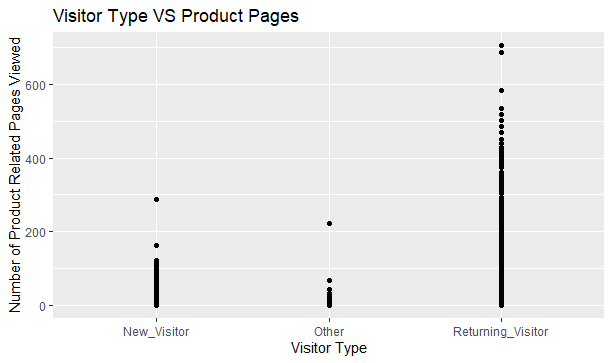 Visitor Type VS Product Pages
Number of Product Related Pages Viewed
600
400
200
0
New_Visitor
Other
Returning_Visitor
Visitor Type